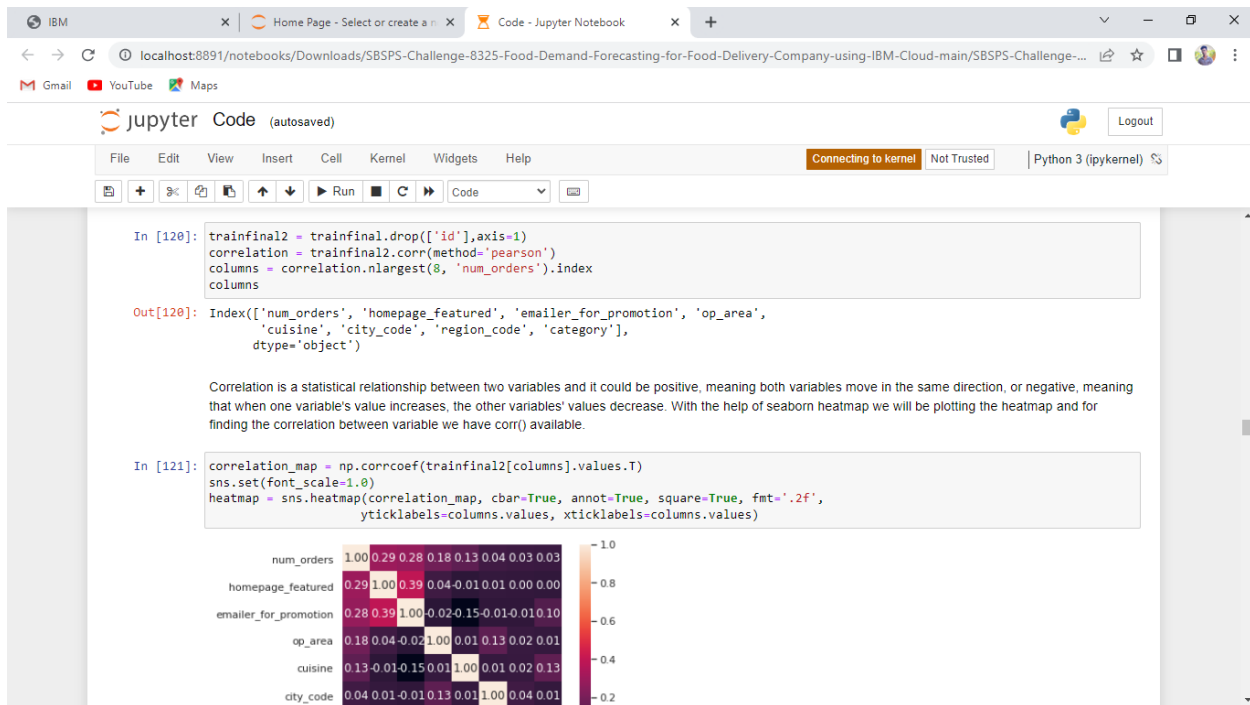 IBM
Home Page - Select or create a n
Code - Jupyter Notebook
localhost:8891/notebooks/Downloads/SBSPS-Challenge-8325-Food-Demand-Forecasting-for-Food-Delivery-Company-using-IBM-Cloud-main/SBSPS-Challenge-...
Gmail YouTube Maps
jupyter Code (autosaved)
Logout
File Edit View Insert Cell Kernel Widgets Help
Connecting to kernel Not Trusted Python 3 (ipykernel)
Run Code
In [120]: trainfinal2 = trainfinal.drop(['id'],axis=1)
correlation = trainfinal2.corr(method='pearson')
columns = correlation.nlargest(8, 'num_orders').index
columns
Out[120]: Index(['num_orders', 'homepage_featured', 'emailer_for_promotion', 'op_area',
'cuisine', 'city_code', 'region_code', 'category'],
dtype='object')
Correlation is a statistical relationship between two variables and it could be positive, meaning both variables move in the same direction, or negative, meaning
that when one variable's value increases, the other variables' values decrease. With the help of seaborn heatmap we will be plotting the heatmap and for
finding the correlation between variable we have corr() available.
In [121]: correlation_map = np.corrcoef(trainfinal2[columns].values.T)
sns.set(font_scale=1.0)
heatmap = sns.heatmap(correlation_map, cbar=True, annot=True, square=True, fmt='.2f',
yticklabels=columns.values, xticklabels=columns.values)
1.0
num_orders 1.00 0.29 0.28 0.18 0.13 0.04 0.03 0.03
homepage_featured 0.29 1.00 0.39 0.04 -0.01 0.01 0.00 0.00
0.8
emailer_for_promotion 0.28 0.39 1.00 -0.02 -0.15 -0.01 -0.01 0.10
0.6
op_area 0.18 0.04 -0.02 1.00 0.01 0.13 0.02 0.01
cuisine 0.13 -0.01 -0.15 0.01 1.00 0.01 0.02 0.13
0.4
city_code 0.04 0.01 -0.01 0.13 0.01 1.00 0.04 0.01
0.2